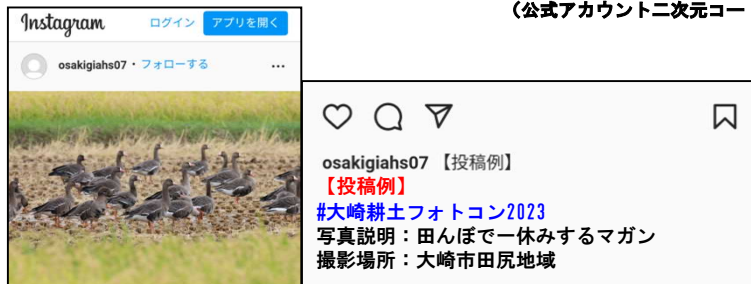 （公式アカウント二次元コー
Instagram ログイン アプリを開く
osakigiahs07・フォローする
osakigiahs07 【投稿例】
【投稿例】
#大崎耕土フォトコン2023
写真説明：田んぼで一休みするマガン
撮影場所：大崎市田尻地域